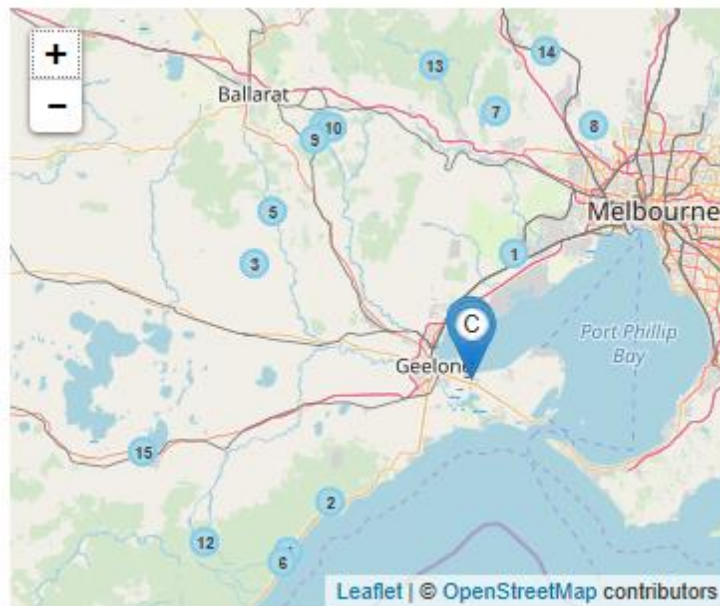 +
14
13
Ballarat
−
7
10
8
9
5
Melbourne
1
3
C
Port Phillip
Bay
Geelong
15
2
12
6
Leaflet | © OpenStreetMap contributors